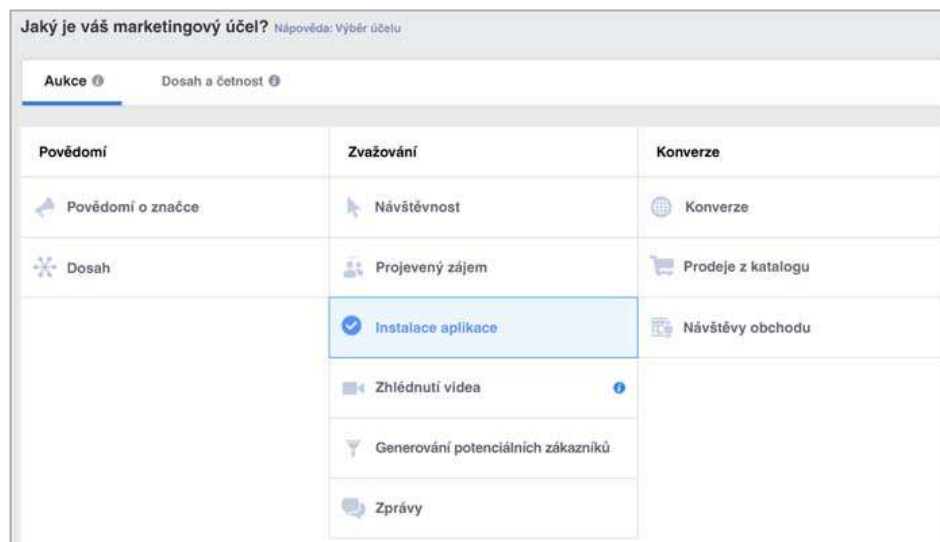 Jaký je váš marketingový účel? Nápověda: Výběr účelu
Aukce
Dosah a četnost
Povědomí
Zvažování
Konverze
Povědomí o značce
Návštěvnost
Konverze
Dosah
Projevený zájem
Prodeje z katalogu
Instalace aplikace
Návštěvy obchodu
Zhlédnutí videa
Generování potenciálních zákazníků
Zprávy